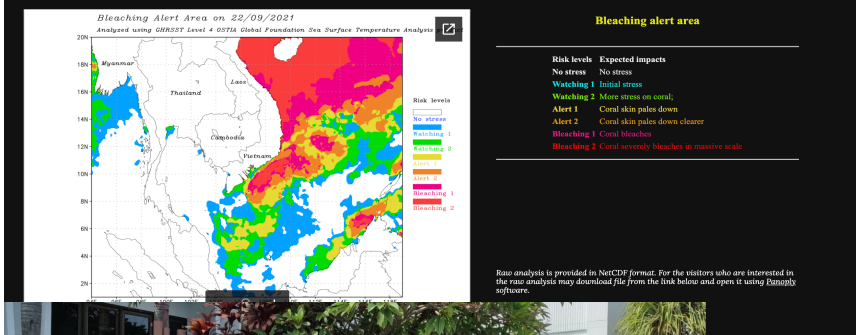 Bleaching Alert Area on 22/09/2021
Analyzed using GHRSST Level 4 OSTIA Global Foundation Sea Surface Temperature Analysis
20N
18N
16N
14N
12N
10N
8N
6N
4N
2N
Myanmar
Laos
Thailand
Cambodia
Vietnam
Risk levels
No stress
Watching 1
Watching 2
Alert 1
Alert 2
Bleaching 1
Bleaching 2
Bleaching alert area
Risk levels Expected impacts
No stress No stress
Watching 1 Initial stress
Watching 2 More stress on coral;
Alert 1 Coral skin pales down
Alert 2 Coral skin pales down clearer
Bleaching 1 Coral bleaches
Bleaching 2 Coral severely bleaches in massive scale
Raw analysis is provided in NetCDF format. For the visitors who are interested in
the raw analysis may download file from the link below and open it using Panoply
software.